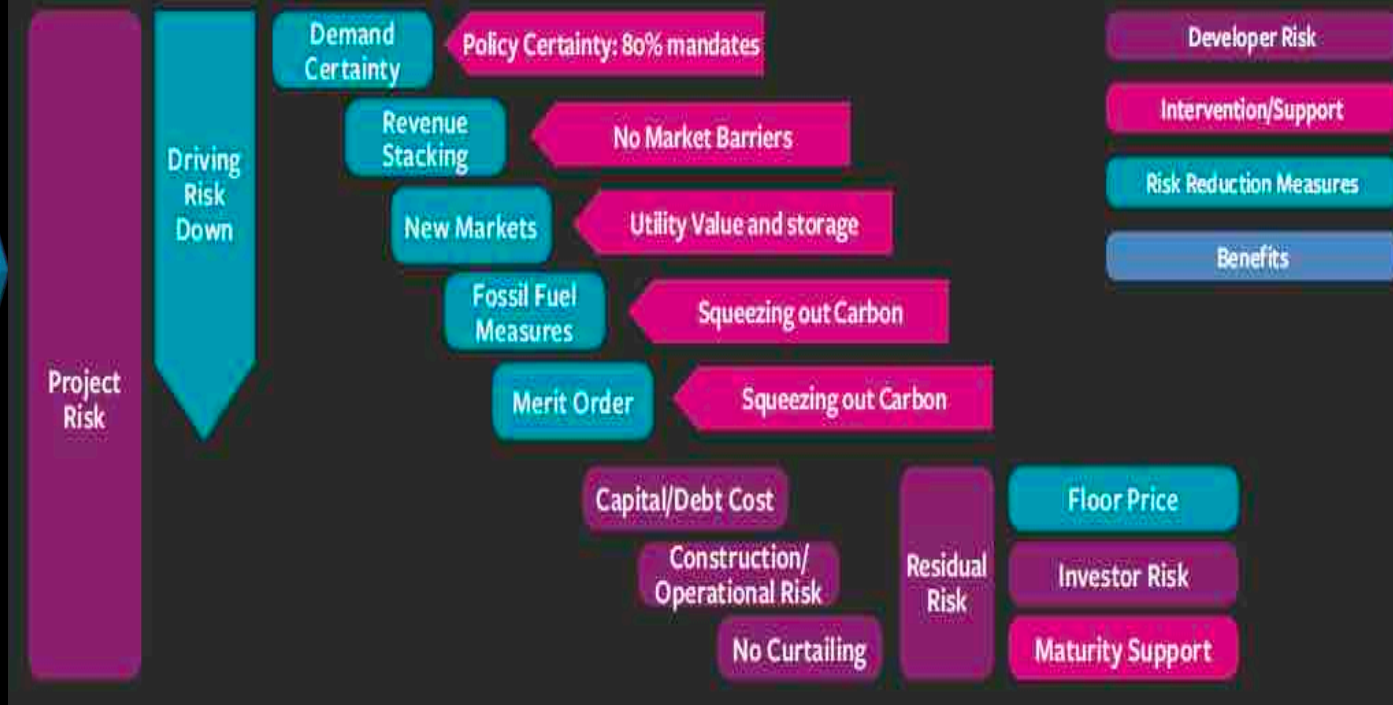 Project
Risk
Driving
Risk
Down
Demand
Certainty
Policy Certainty: 80% mandates
Revenue
Stacking
No Market Barriers
New Markets
Utility Value and storage
Fossil Fuel
Measures
Squeezing out Carbon
Merit Order
Squeezing out Carbon
Capital/Debt Cost
Construction/
Operational Risk
No Curtailing
Residual
Risk
Floor Price
Investor Risk
Maturity Support
Developer Risk
Intervention/Support
Risk Reduction Measures
Benefits